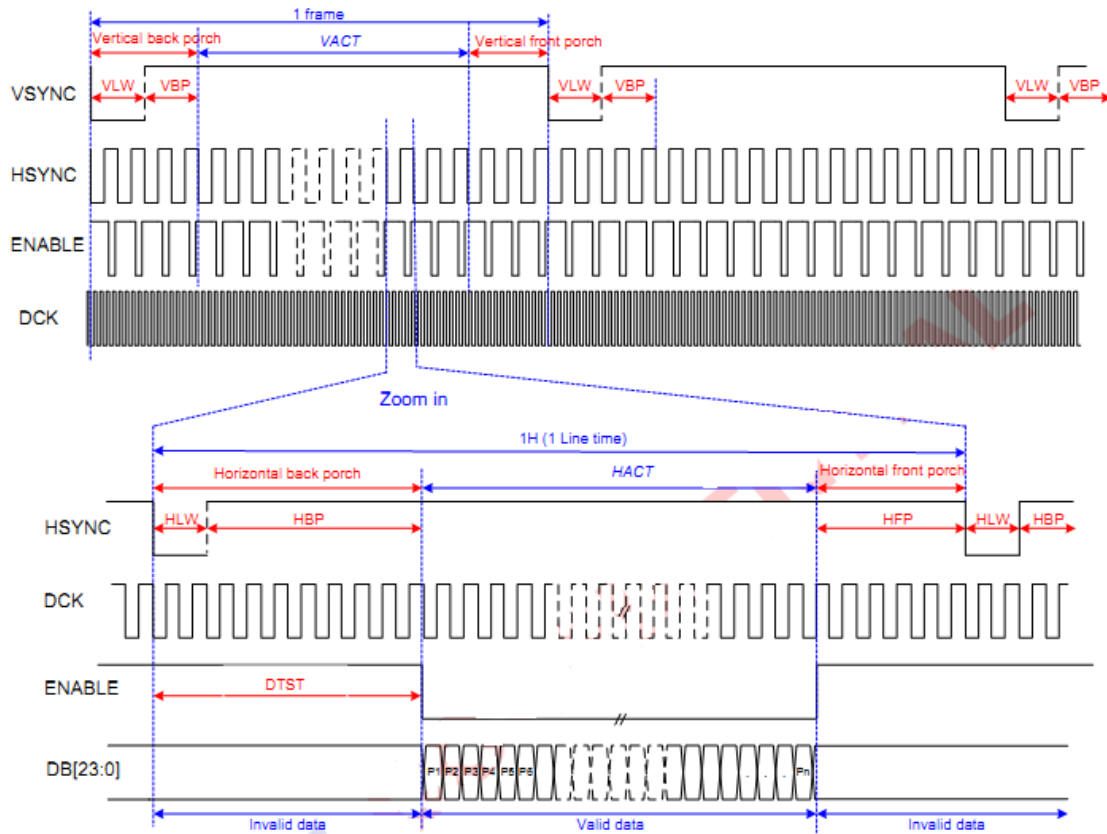 1 frame
Vertical back porch VACT Vertical front porch
VSYNC VLW VBP VLW VBP VLW VBP
HSYNC
ENABLE
DCK
Zoom in
1H (1 Line time)
Horizontal back porch HACT Horizontal front porch
HSYNC HLW HBP HFP HLW HBP
DCK //
ENABLE DTST //
DB[23:0] P1 P2 P3 P4 P5 P6 . . . Pn
Invalid data Valid data Invalid data